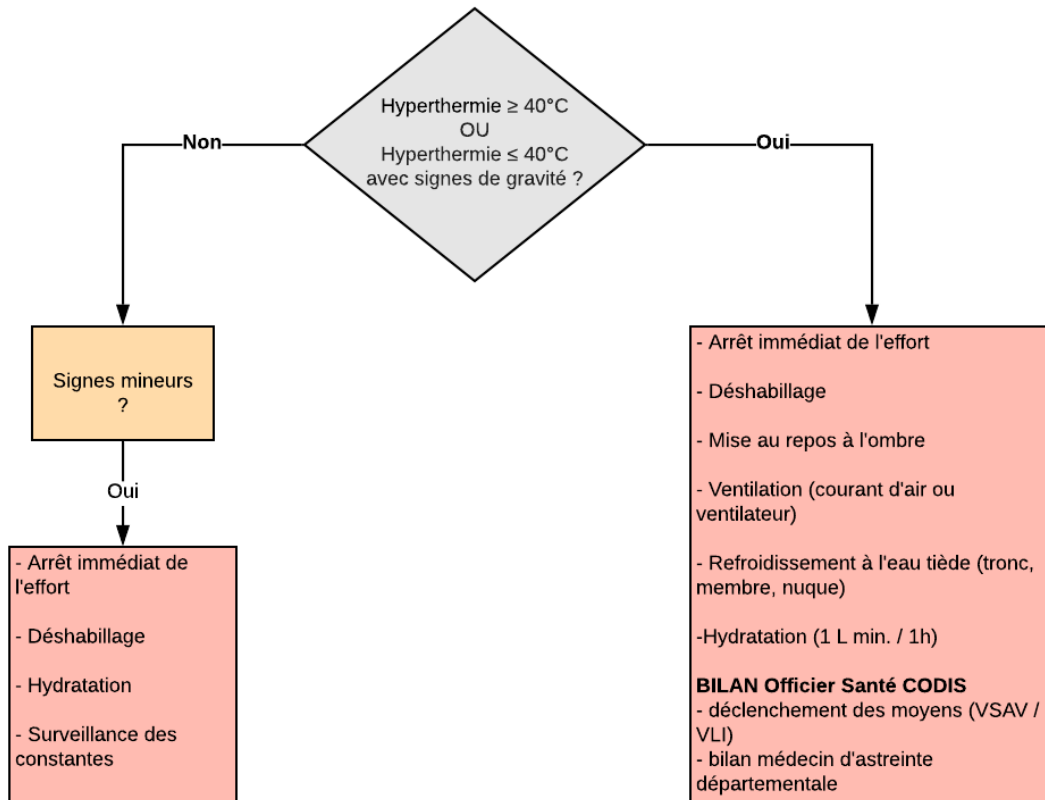 Hyperthermie ≥ 40°C
OU
Hyperthermie ≤ 40°C
avec signes de gravité ?
Non
Oui
Signes mineurs
?
Oui
- Arrêt immédiat de
l'effort
- Déshabillage
- Hydratation
- Surveillance des
constantes
- Arrêt immédiat de l'effort
- Déshabillage
- Mise au repos à l'ombre
- Ventilation (courant d'air ou
ventilateur)
- Refroidissement à l'eau tiède (tronc,
membre, nuque)
-Hydratation (1 L min. / 1h)
BILAN Officier Santé CODIS
- déclenchement des moyens (VSAV /
VLI)
- bilan médecin d'astreinte
départementale